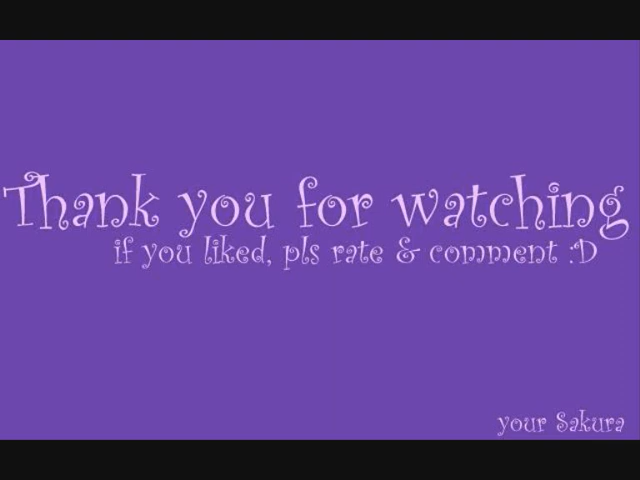 Thank you for watching
if you liked, pls rate & comment :D
your Sakura